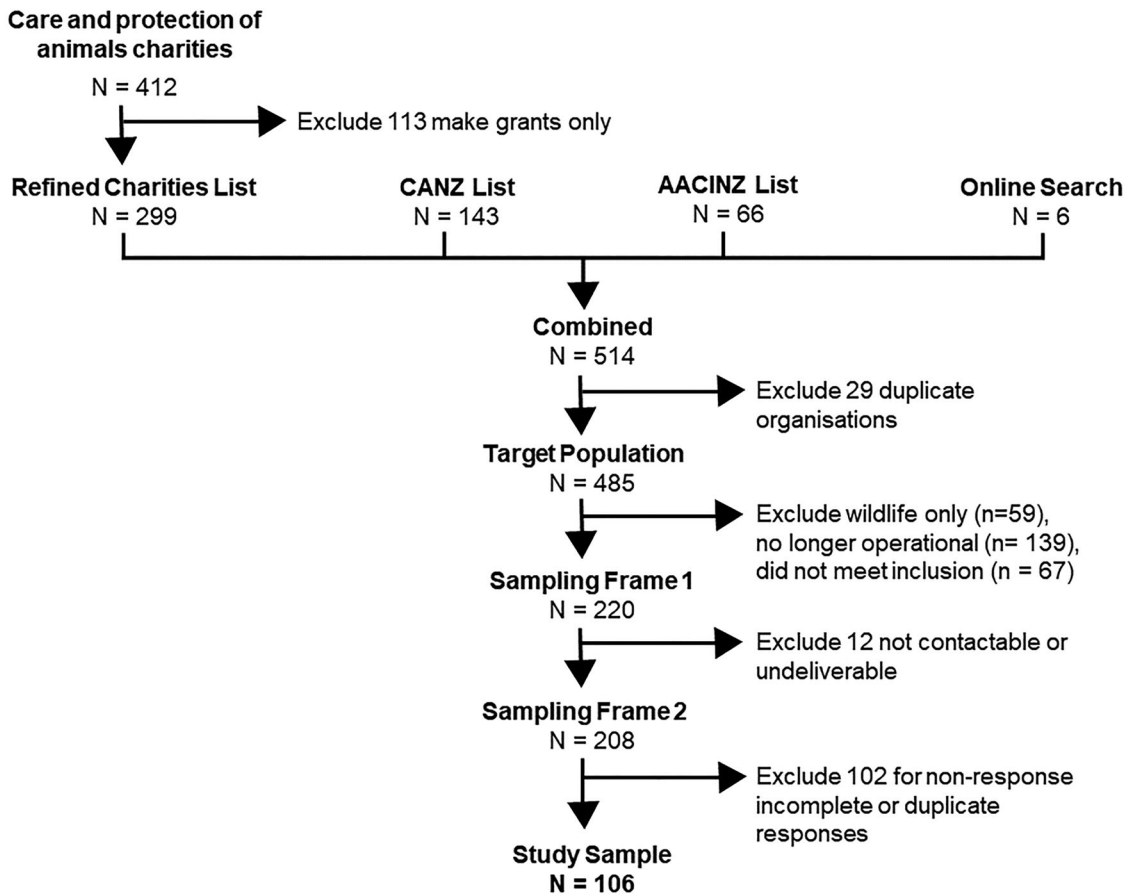 Care and protection of
animals charities
N = 412
Exclude 113 make grants only
Refined Charities List
N = 299
CANZ List
N = 143
AACINZ List
N = 66
Online Search
N = 6
Combined
N = 514
Exclude 29 duplicate
organisations
Target Population
N = 485
Exclude wildlife only (n=59),
no longer operational (n= 139),
did not meet inclusion (n = 67)
Sampling Frame 1
N = 220
Exclude 12 not contactable or
undeliverable
Sampling Frame 2
N = 208
Exclude 102 for non-response
incomplete or duplicate
responses
Study Sample
N = 106